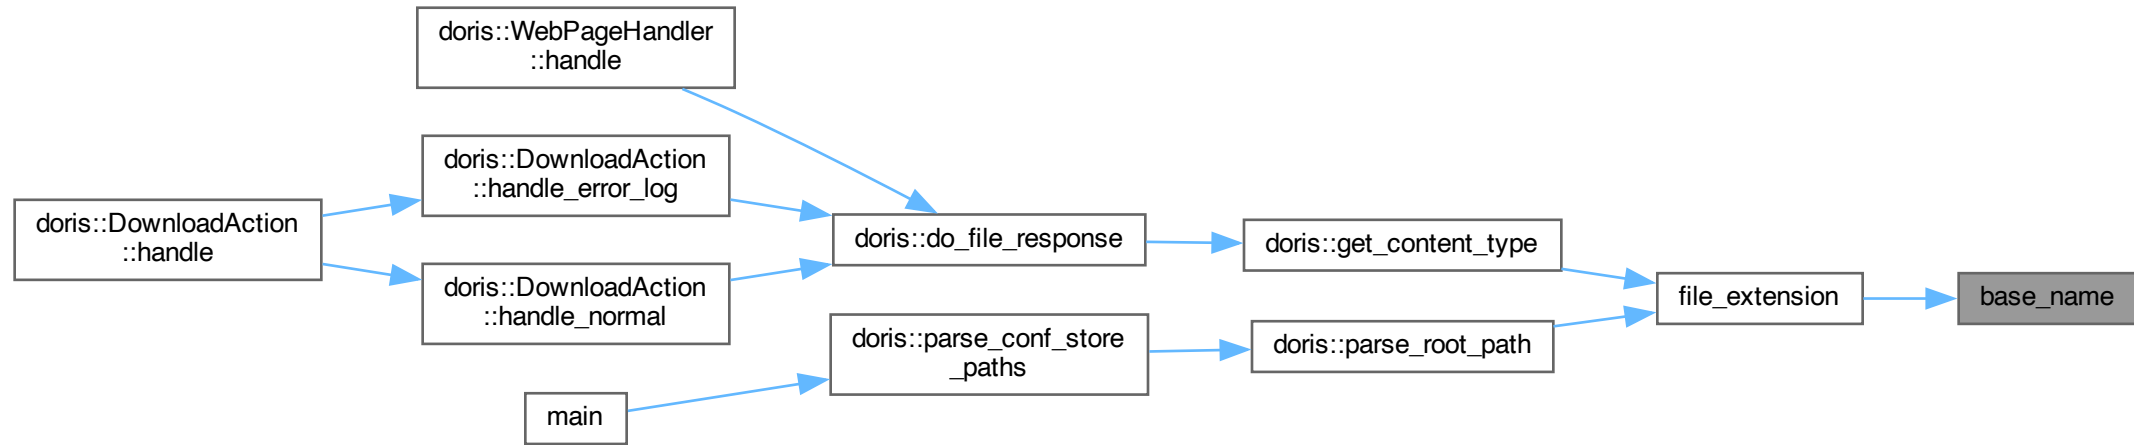 doris::WebPageHandler
::handle
doris::DownloadAction
::handle_error_log
doris::DownloadAction
::handle
doris::do_file_response
doris::get_content_type
doris::DownloadAction
::handle_normal
file_extension
base_name
doris::parse_conf_store
_paths
doris::parse_root_path
main